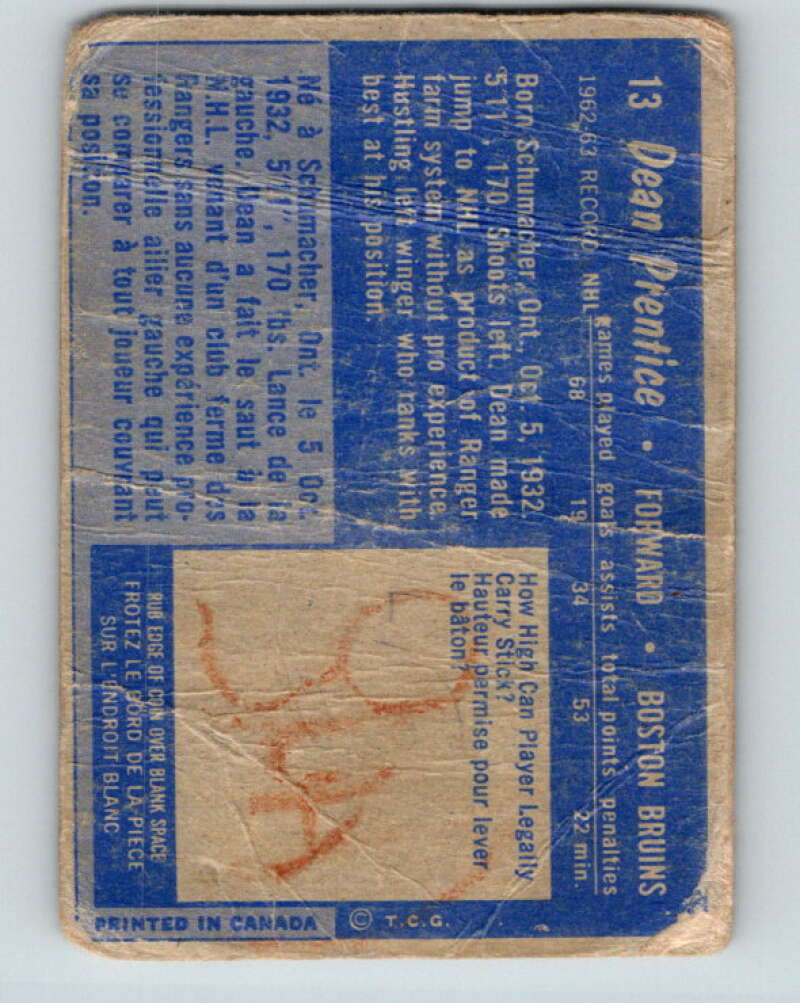 13 Dean Prentice • FORWARD • BOSTON BRUINS
1962-63 RECORD games played goals assists total points penalties
NHL 68 19 34 53 22 min.
Born Schumacher, Ont., Oct. 5, 1932.
5'11", 170. Shoots left. Dean made
jump to NHL as product of Ranger
farm system without pro experience.
Hustling left winger who ranks with
best at his position.
Né à Schumacher, Ont. le 5 Oct.
1932, 5'11", 170 lbs. Lance de la
gauche. Dean a fait le saut à la
N.H.L. venant d'un club ferme des
Rangers sans aucune expérience pro-
fessionnelle ailier gauche qui peut
se comparer à tout joueur couvrant
sa position.
How High Can Player Legally
Carry Stick?
Hauteur permise pour lever
le bâton?
RUB EDGE OF COIN OVER BLANK SPACE
FROTEZ LE BORD DE LA PIECE
SUR L'ENDROIT BLANC
PRINTED IN CANADA © T.C.G.